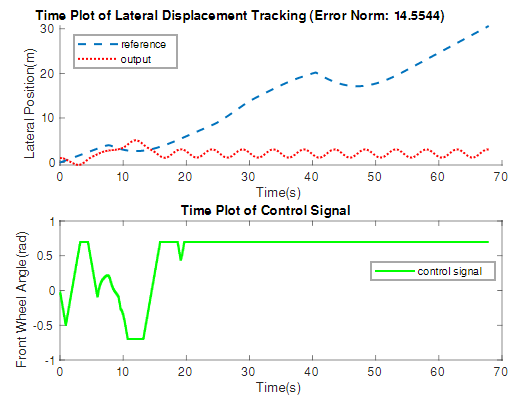 Time Plot of Lateral Displacement Tracking (Error Norm: 14.5544)
30
20
10
0
Lateral Position(m)
reference
output
0 10 20 30 40 50 60 70
Time(s)
Time Plot of Control Signal
1
0.5
0
-0.5
-1
Front Wheel Angle(rad)
control signal
0 10 20 30 40 50 60 70
Time(s)